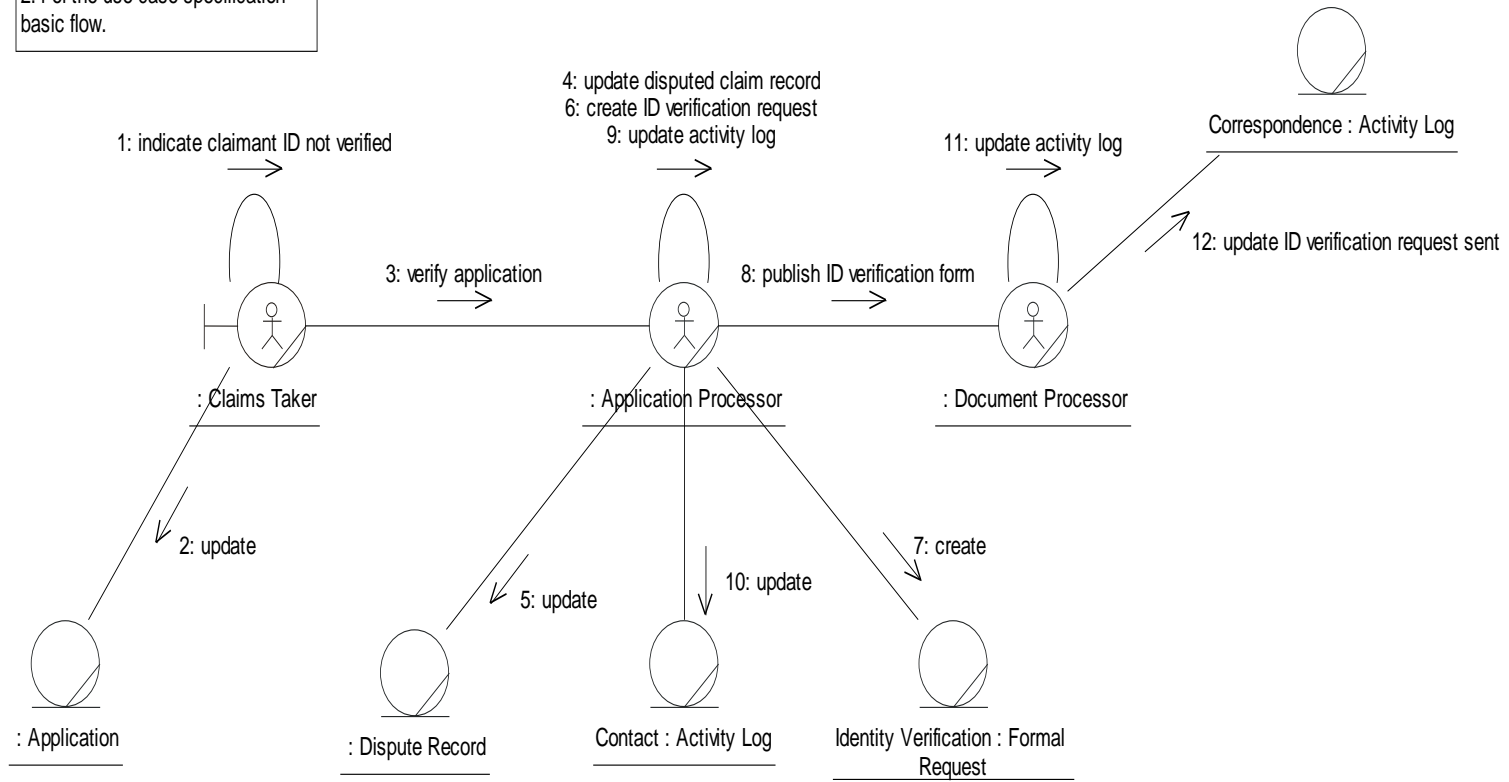 basic flow.
4: update disputed claim record
6: create ID verification request
9: update activity log
1: indicate claimant ID not verified
11: update activity log
Correspondence : Activity Log
12: update ID verification request sent
3: verify application
8: publish ID verification form
: Claims Taker
: Application Processor
: Document Processor
2: update
5: update
10: update
7: create
: Application
: Dispute Record
Contact : Activity Log
Identity Verification : Formal
Request